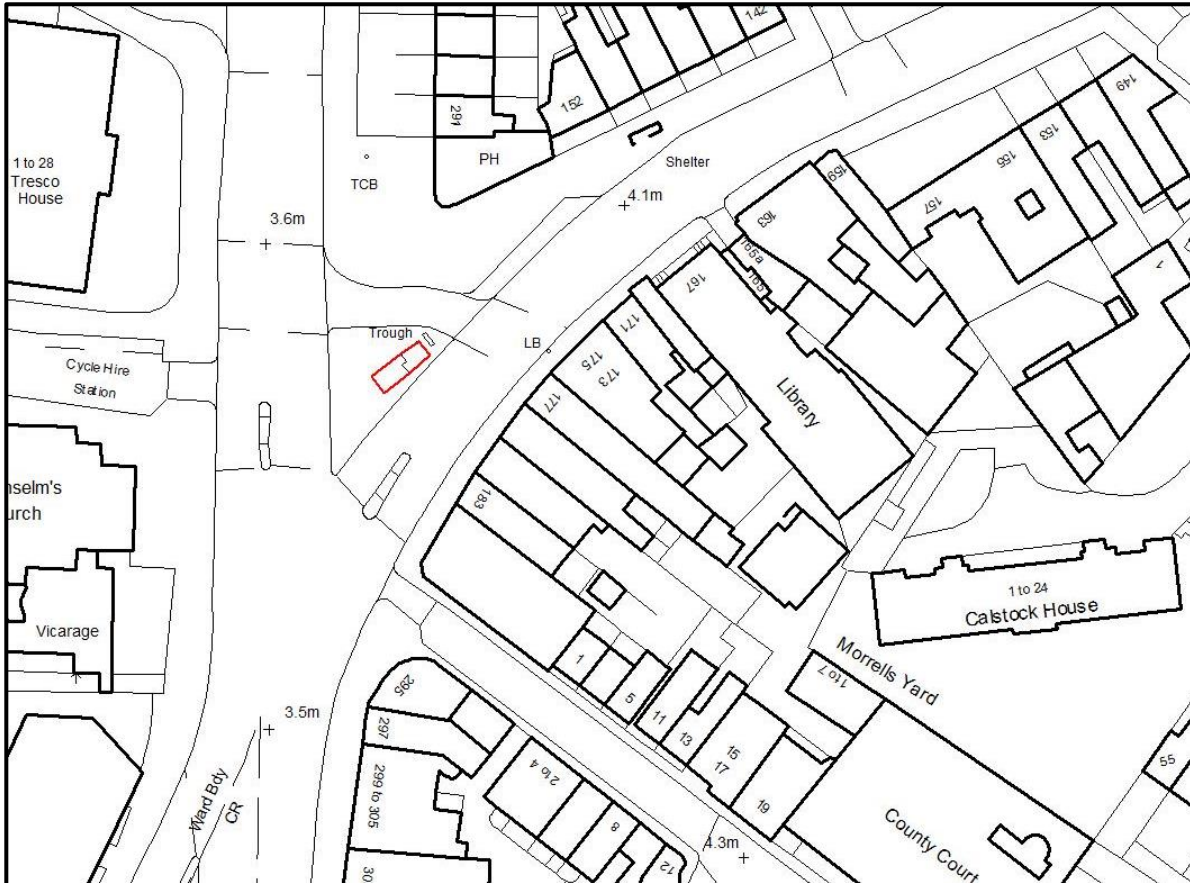 142
152
291
PH
149
153
155
157
159
163
1 to 28
Tresco
House
TCB
Shelter
3.6m
4.1m
165a
165
167
1
Trough
LB
171
175
173
Cycle Hire
Station
177
Library
nselm's
urch
183
1 to 24
Calstock House
Vicarage
1
5
11
13
15
17
19
Morrells Yard
1 to 7
295
297
299 to 305
3.5m
2 to 4
8
12
4.3m
55
Ward Bdy
CR
County Court
30